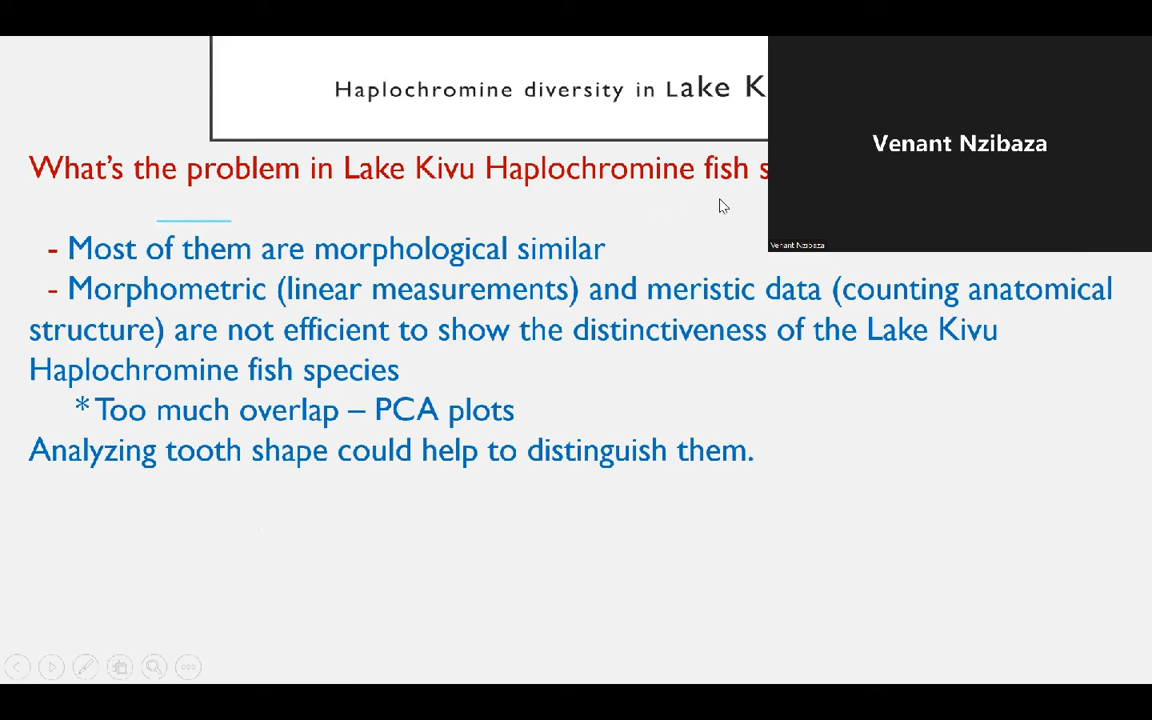 Haplochromine diversity in Lake K
Venant Nzibaza
What's the problem in Lake Kivu Haplochromine fish s
Venant Nzibaza
- Most of them are morphological similar
- Morphometric (linear measurements) and meristic data (counting anatomical
structure) are not efficient to show the distinctiveness of the Lake Kivu
Haplochromine fish species
* Too much overlap – PCA plots
Analyzing tooth shape could help to distinguish them.